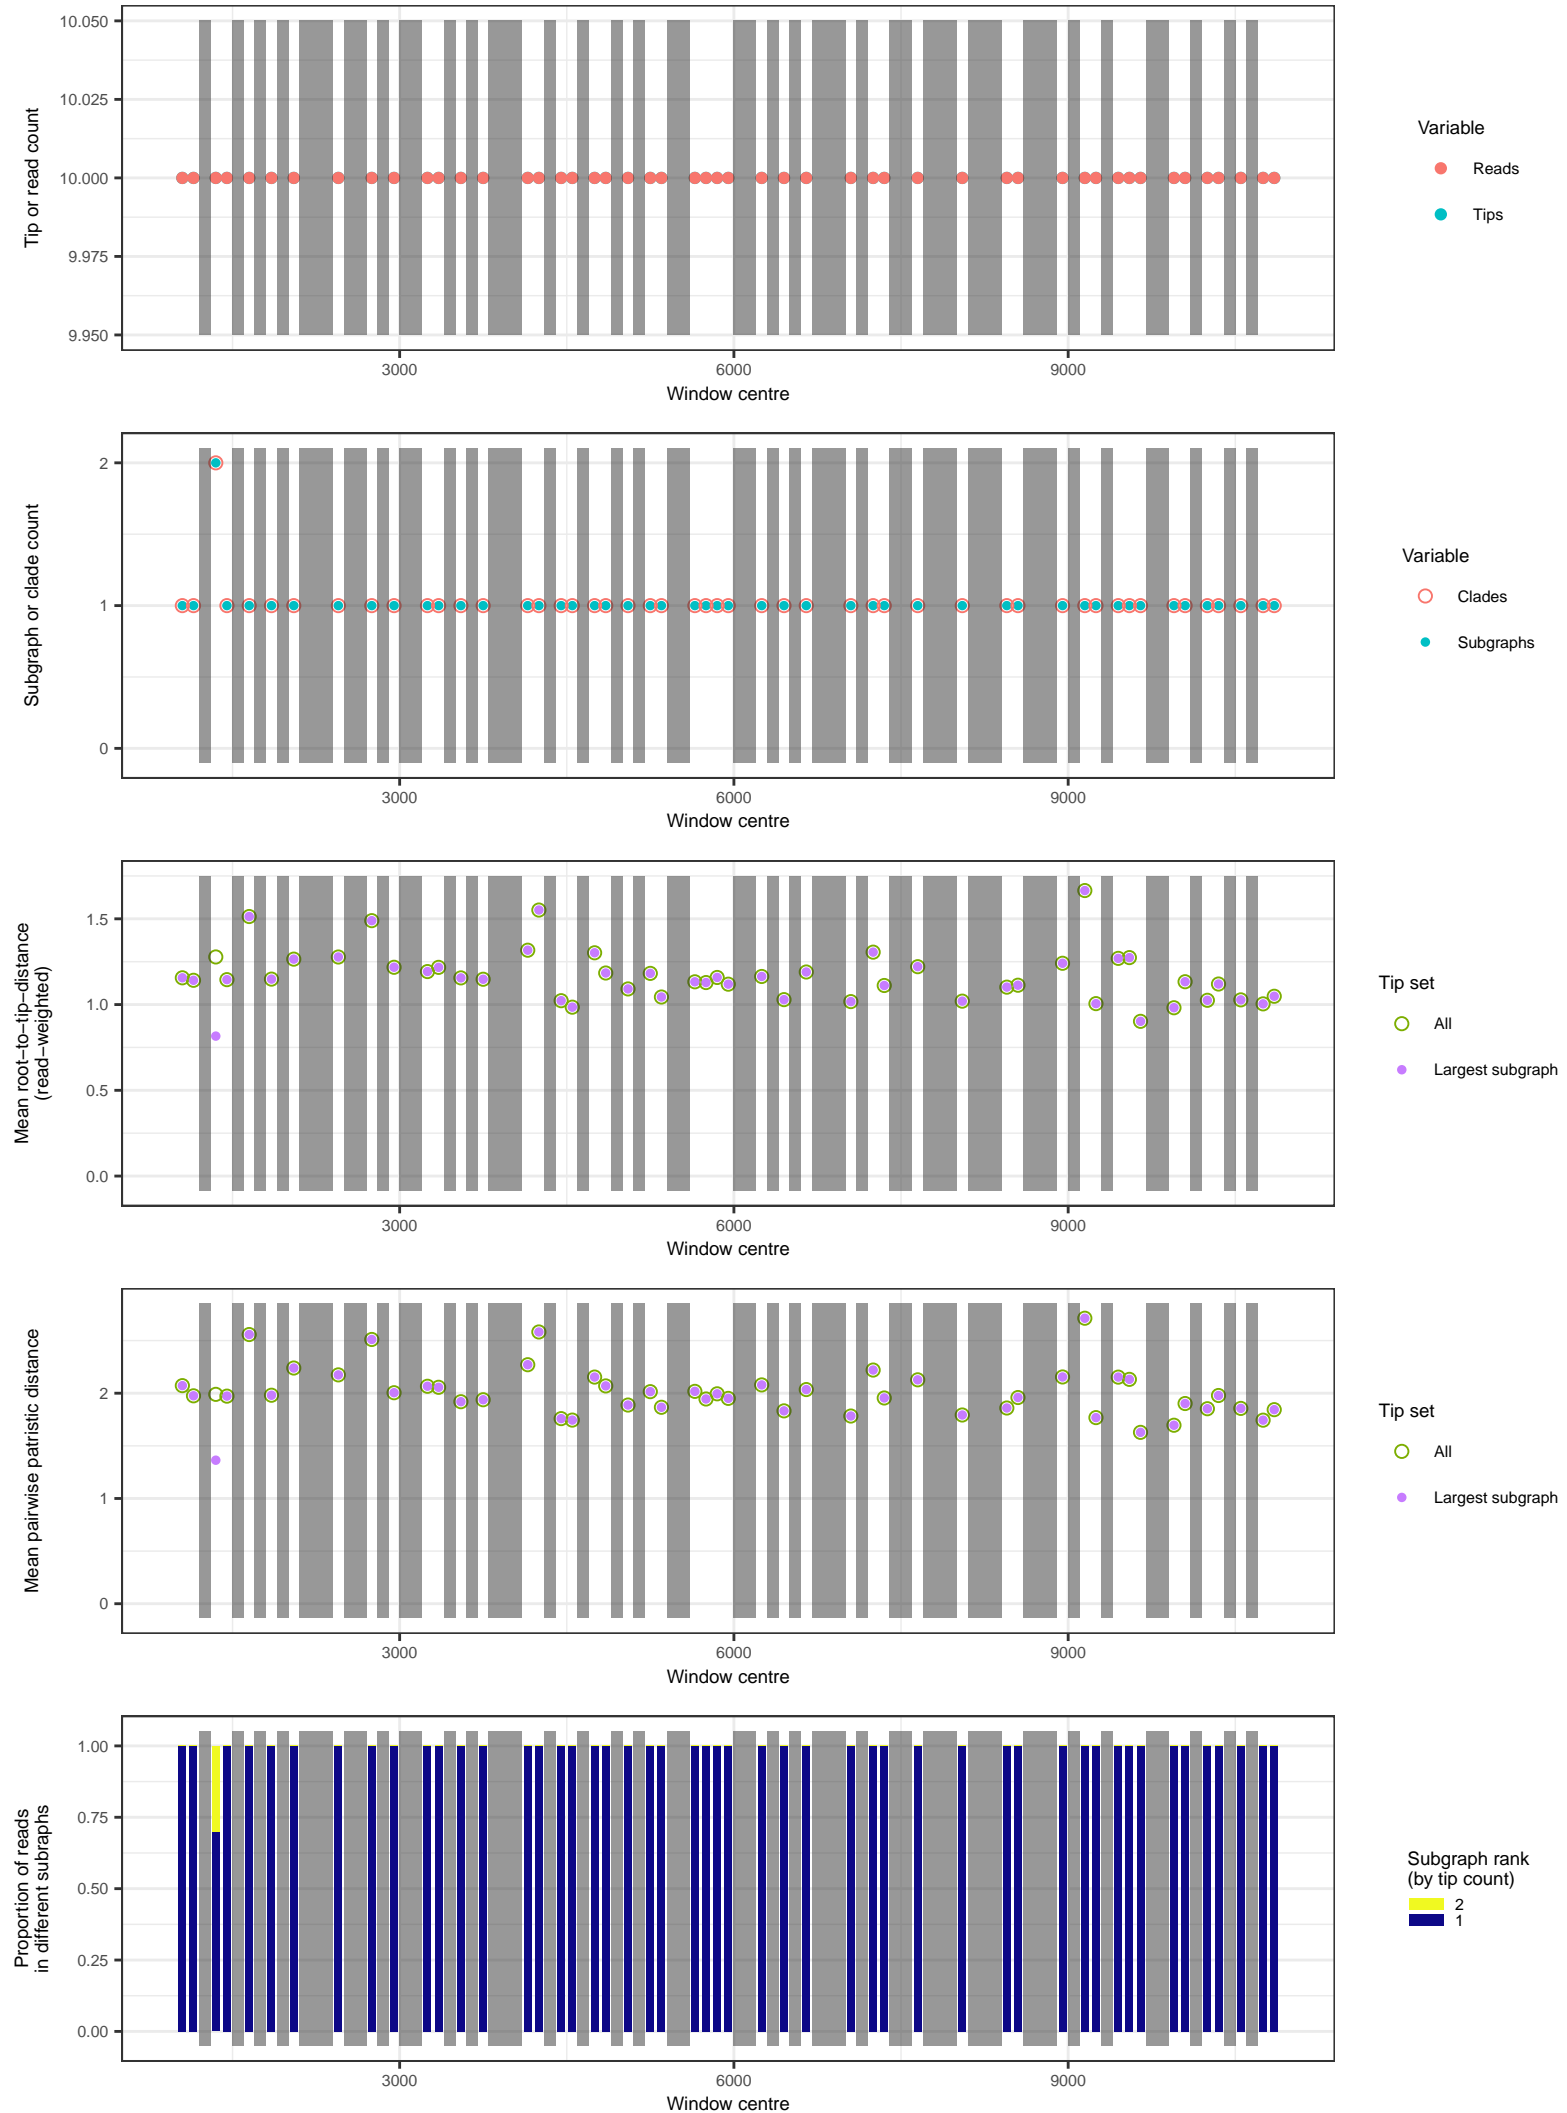 Tip or read count
10.050
10.025
10.000
9.975
9.950
3000
6000
9000
Window centre
Variable
Reads
Tips
Subgraph or clade count
2
1
0
3000
6000
9000
Window centre
Variable
Clades
Subgraphs
Mean root−to−tip−distance
(read−weighted)
1.5
1.0
0.5
0.0
3000
6000
9000
Window centre
Tip set
All
Largest subgraph
Mean pairwise patristic distance
2
1
0
3000
6000
9000
Window centre
Tip set
All
Largest subgraph
Proportion of reads
in different subraphs
1.00
0.75
0.50
0.25
0.00
3000
6000
9000
Window centre
Subgraph rank
(by tip count)
2
1